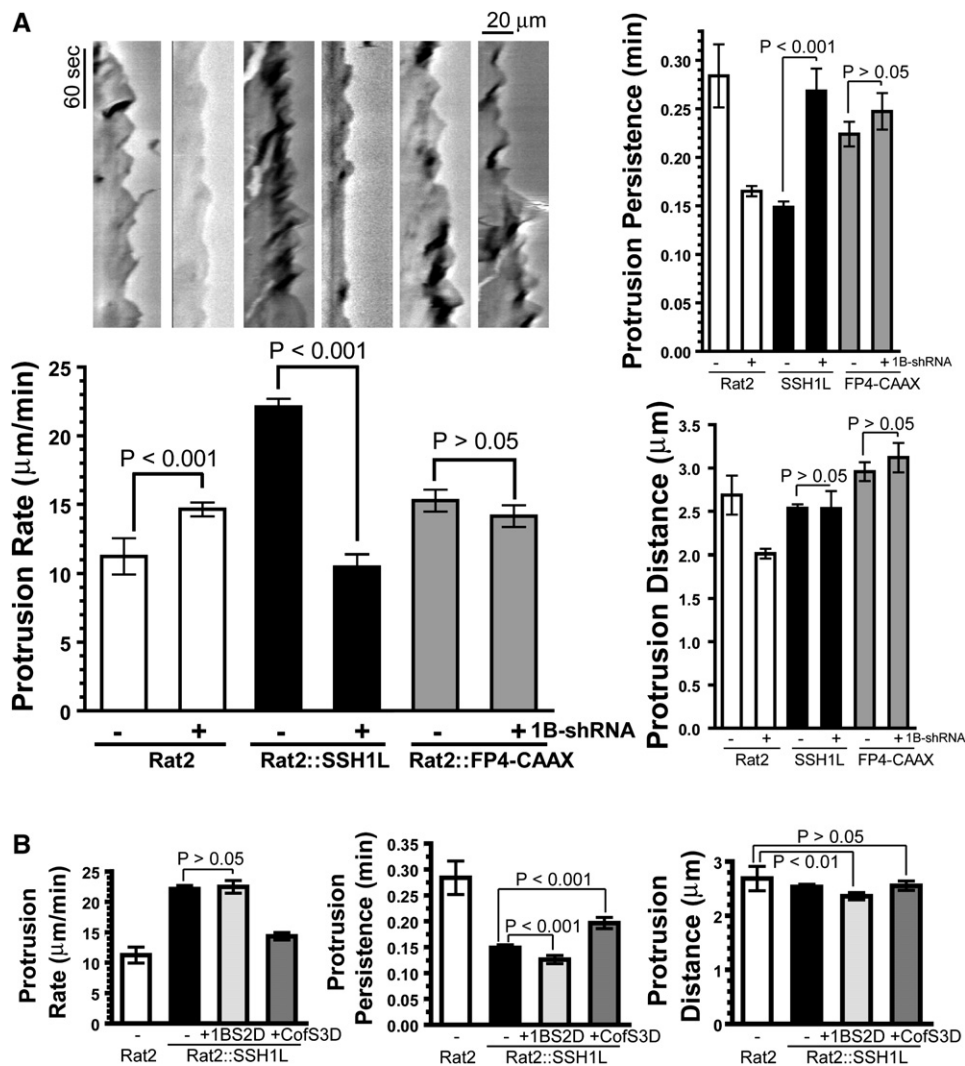 A
20 μm
60 sec
Protrusion Persistence (min)
0.30
0.25
0.20
0.15
0.10
0.05
0.00
P < 0.001
P > 0.05
- + - + - + 1B-shRNA
Rat2 SSH1L FP4-CAAX
Protrusion Rate (μm/min)
25
20
15
10
5
0
P < 0.001
P < 0.001
P > 0.05
- + - + - + 1B-shRNA
Rat2 Rat2::SSH1L Rat2::FP4-CAAX
Protrusion Distance (μm)
3.5
3.0
2.5
2.0
1.5
1.0
5.0
0.0
P > 0.05
P > 0.05
- + - + - + 1B-shRNA
Rat2 SSH1L FP4-CAAX
B
Protrusion
Rate (μm/min)
25
20
15
10
5
0
P > 0.05
- - +1BS2D +CofS3D
Rat2 Rat2::SSH1L
Protrusion
Persistence (min)
0.35
0.30
0.25
0.20
0.15
0.10
0.05
0.00
P < 0.001
P < 0.001
- - +1BS2D +CofS3D
Rat2 Rat2::SSH1L
Protrusion
Distance (μm)
3
2
1
0
P > 0.05
P < 0.01
- - +1BS2D +CofS3D
Rat2 Rat2::SSH1L